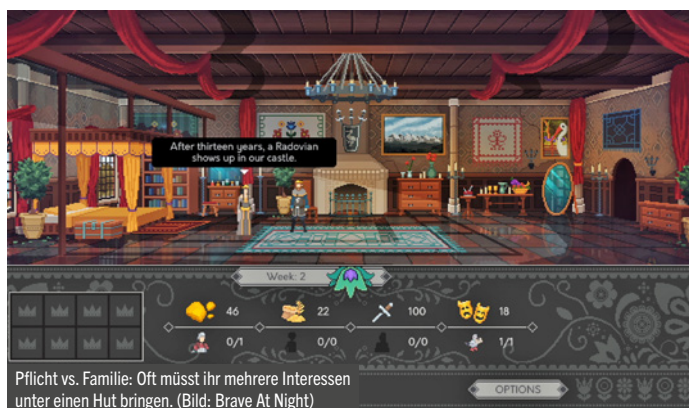 After thirteen years, a Radovian
shows up in our castle.
Week: 2
46
22
100
18
0/1
0/0
0/0
1/1
Pflicht vs. Familie: Oft müsst ihr mehrere Interessen
unter einen Hut bringen. (Bild: Brave At Night)
OPTIONS